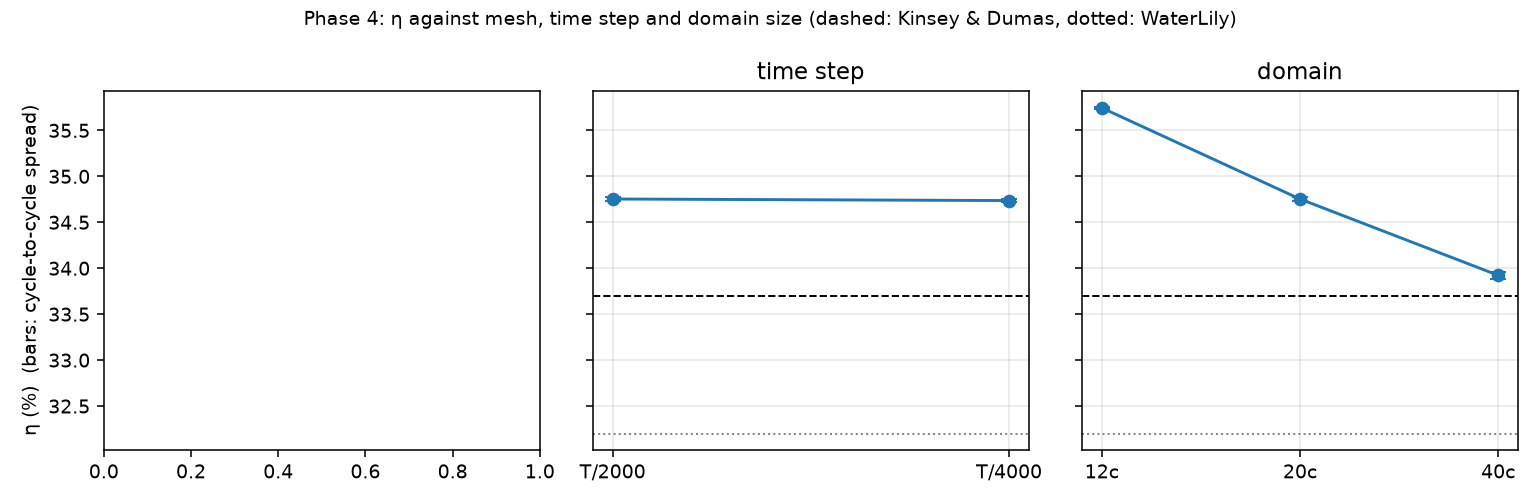 Phase 4: η against mesh, time step and domain size (dashed: Kinsey & Dumas, dotted: WaterLily)
time step
domain
η (%) (bars: cycle-to-cycle spread)
35.5
35.0
34.5
34.0
33.5
33.0
32.5
0.0 0.2 0.4 0.6 0.8 1.0
T/2000 T/4000
12c 20c 40c